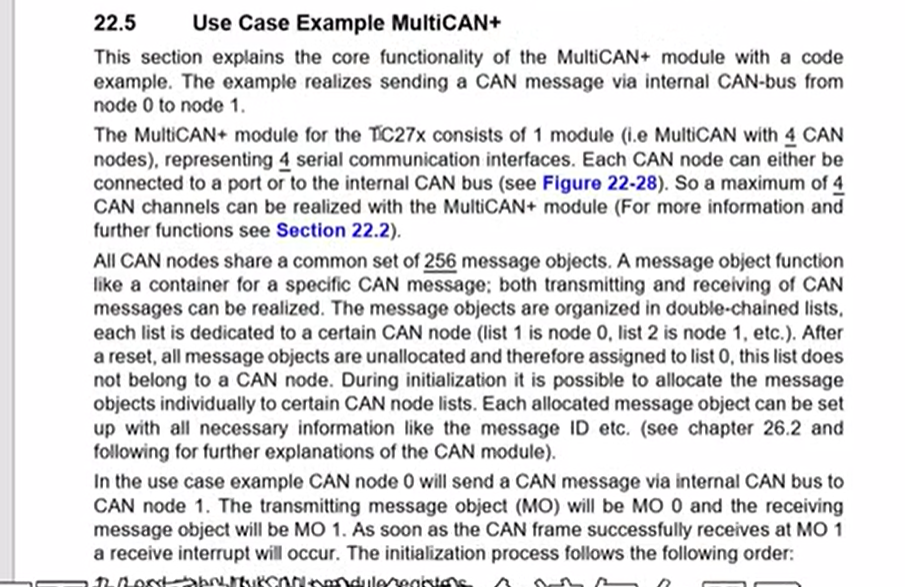 22.5 Use Case Example MultiCAN+
This section explains the core functionality of the MultiCAN+ module with a code
example. The example realizes sending a CAN message via internal CAN-bus from
node 0 to node 1.
The MultiCAN+ module for the TC27x consists of 1 module (i.e MultiCAN with 4 CAN
nodes), representing 4 serial communication interfaces. Each CAN node can either be
connected to a port or to the internal CAN bus (see Figure 22-28). So a maximum of 4
CAN channels can be realized with the MultiCAN+ module (For more information and
further functions see Section 22.2).
All CAN nodes share a common set of 256 message objects. A message object function
like a container for a specific CAN message; both transmitting and receiving of CAN
messages can be realized. The message objects are organized in double-chained lists,
each list is dedicated to a certain CAN node (list 1 is node 0, list 2 is node 1, etc.). After
a reset, all message objects are unallocated and therefore assigned to list 0, this list does
not belong to a CAN node. During initialization it is possible to allocate the message
objects individually to certain CAN node lists. Each allocated message object can be set
up with all necessary information like the message ID etc. (see chapter 26.2 and
following for further explanations of the CAN module).
In the use case example CAN node 0 will send a CAN message via internal CAN bus to
CAN node 1. The transmitting message object (MO) will be MO 0 and the receiving
message object will be MO 1. As soon as the CAN frame successfully receives at MO 1
a receive interrupt will occur. The initialization process follows the following order: